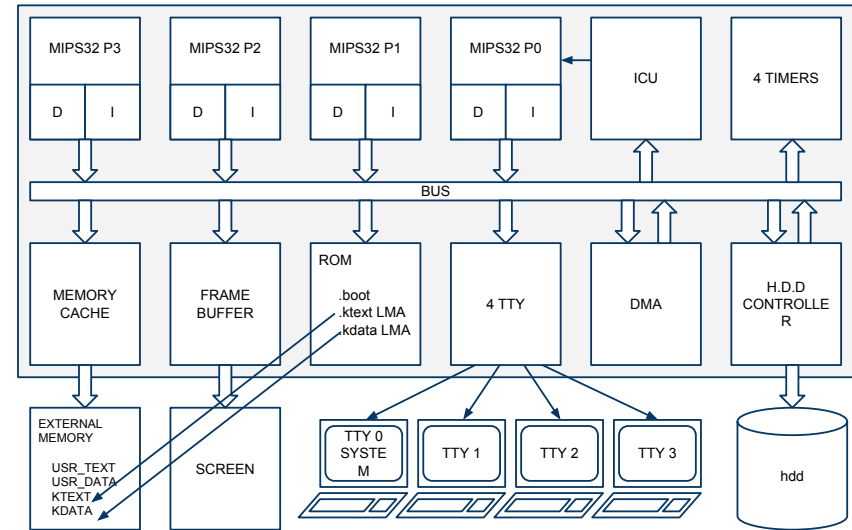 MIPS32 P3
MIPS32 P2
MIPS32 P1
MIPS32 P0
ICU
4 TIMERS
D
I
D
I
D
I
D
I
BUS
MEMORY
CACHE
FRAME
BUFFER
ROM
.boot
.ktext LMA
.kdata LMA
4 TTY
DMA
H.D.D
CONTROLLE
R
EXTERNAL
MEMORY
USR_TEXT
USR_DATA
KTEXT
KDATA
SCREEN
TTY 0
SYSTE
M
TTY 1
TTY 2
TTY 3
hdd